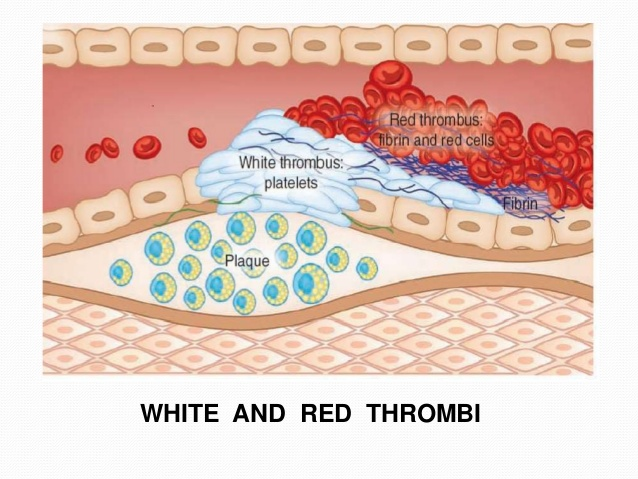 Red thrombus:
fibrin and red cells
White thrombus:
platelets
Fibrin
Plaque
WHITE AND RED THROMBI